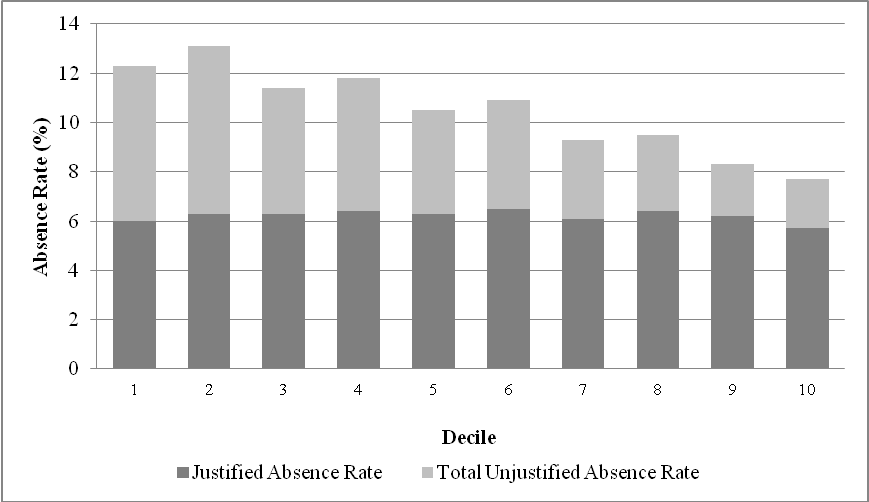 14
12
10
8
6
4
2
0
Absence Rate (%)
1 2 3 4 5 6 7 8 9 10
Decile
Justified Absence Rate Total Unjustified Absence Rate